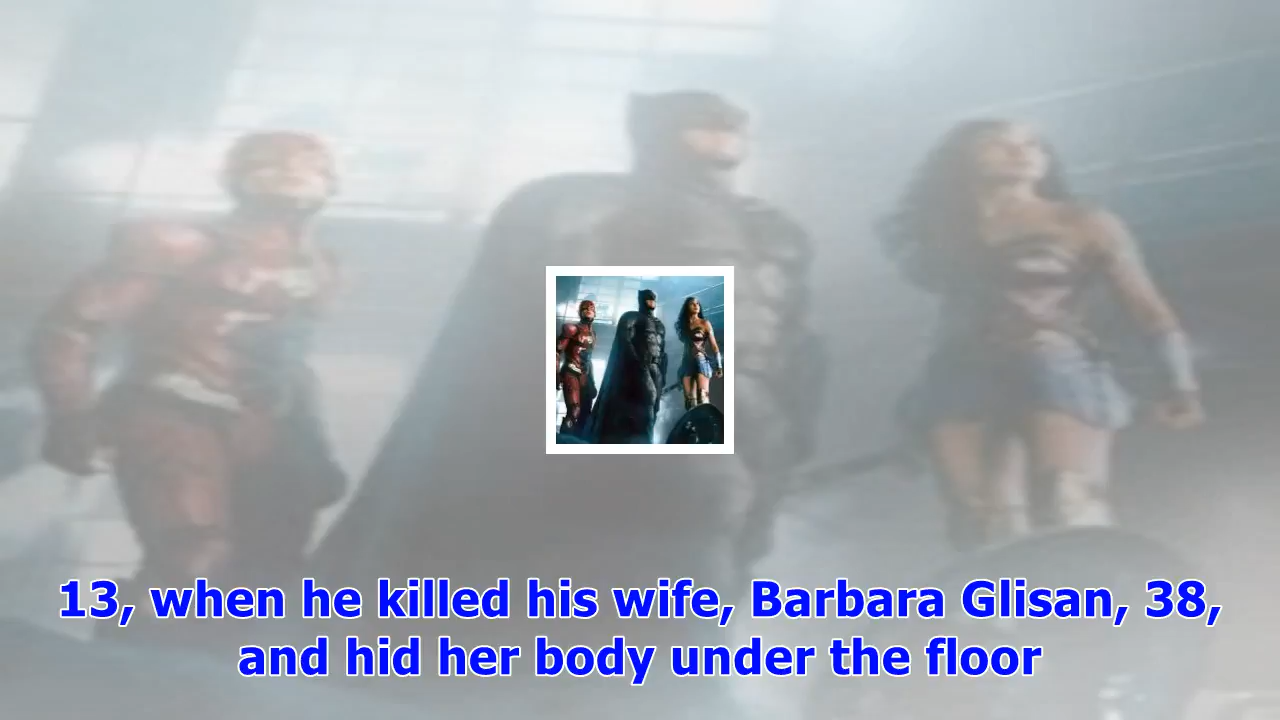 13, when he killed his wife, Barbara Glisan, 38,
and hid her body under the floor